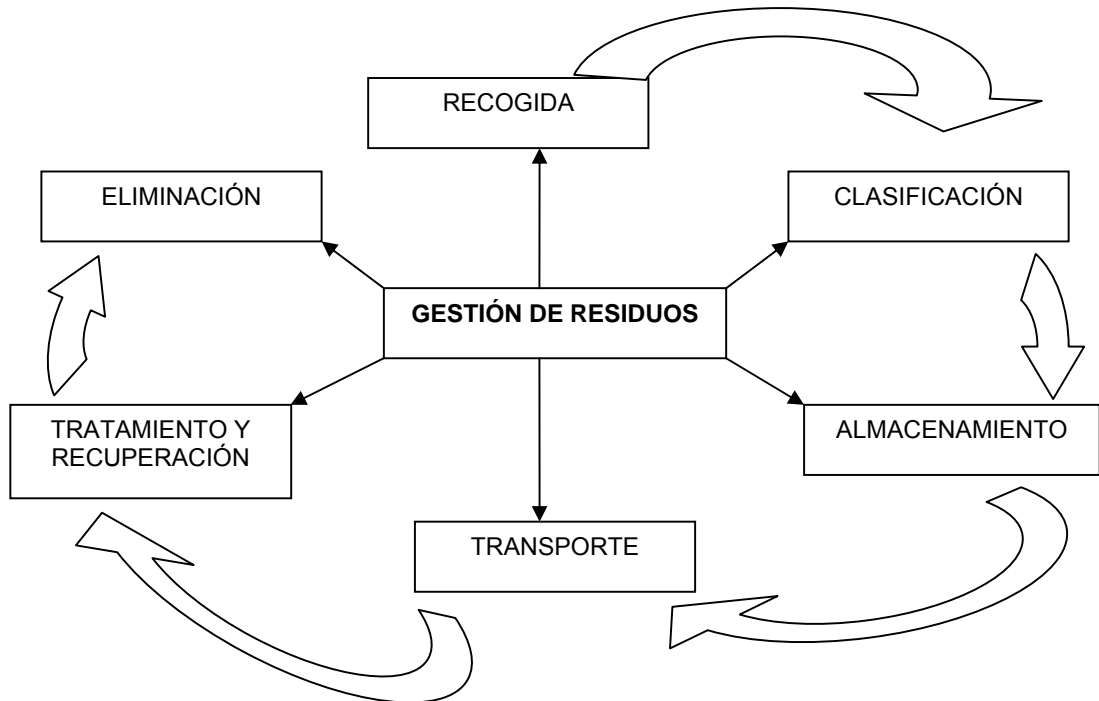 RECOGIDA
ELIMINACIÓN
CLASIFICACIÓN
GESTIÓN DE RESIDUOS
TRATAMIENTO Y
RECUPERACIÓN
ALMACENAMIENTO
TRANSPORTE